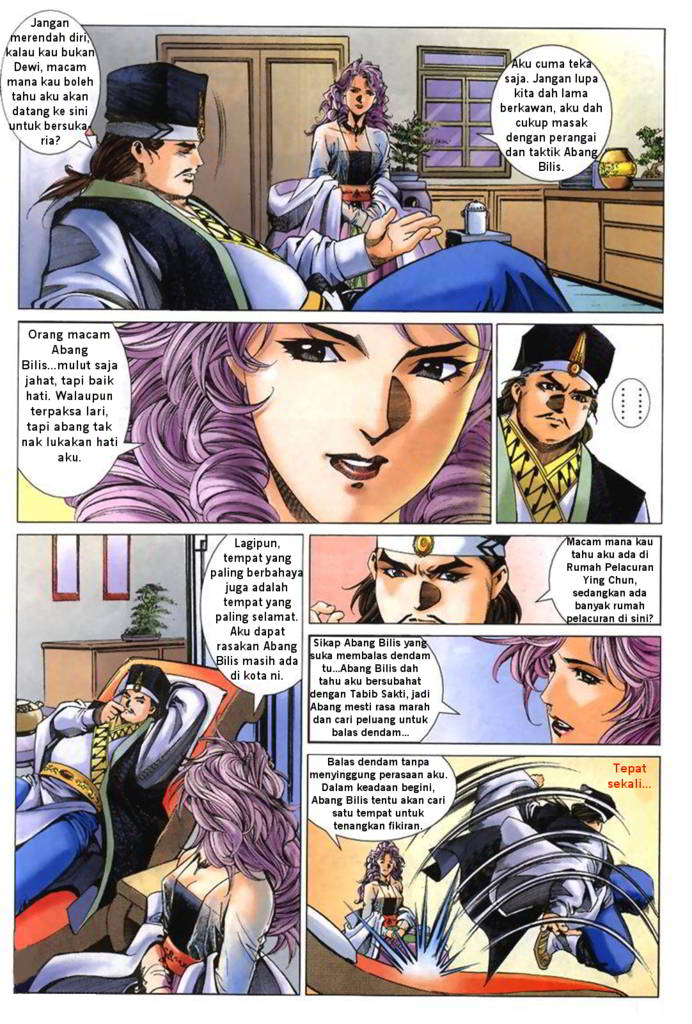 Jangan
merendah diri,
kalau kau bukan
Dewi, macam
mana kau boleh
tahu aku akan
datang ke sini
untuk bersuka
ria?
Aku cuma teka
saja. Jangan lupa
kita dah lama
berkawan, aku dah
cukup masak
dengan perangai
dan taktik Abang
Bilis.
Orang macam
Abang
Bilis...mulut saja
jahat, tapi baik
hati. Walaupun
terpaksa lari,
tapi abang tak
nak lukakan hati
aku.
Lagipun,
tempat yang
paling berbahaya
juga adalah
tempat yang
paling selamat.
Aku dapat
rasakan Abang
Bilis masih ada
di kota ni.
Macam mana kau
tahu aku ada di
Rumah Pelacuran
Ying Chun,
sedangkan ada
banyak rumah
pelacuran di sini?
Sikap Abang Bilis yang
suka membalas dendam
tu...Abang Bilis dah
tahu aku bersubahat
dengan Tabib Sakti, jadi
Abang mesti rasa marah
dan cari peluang untuk
balas dendam...
Balas dendam tanpa
menyinggung perasaan aku.
Dalam keadaan begini,
Abang Bilis tentu akan cari
satu tempat untuk
tenangkan fikiran.
Tepat
sekali...